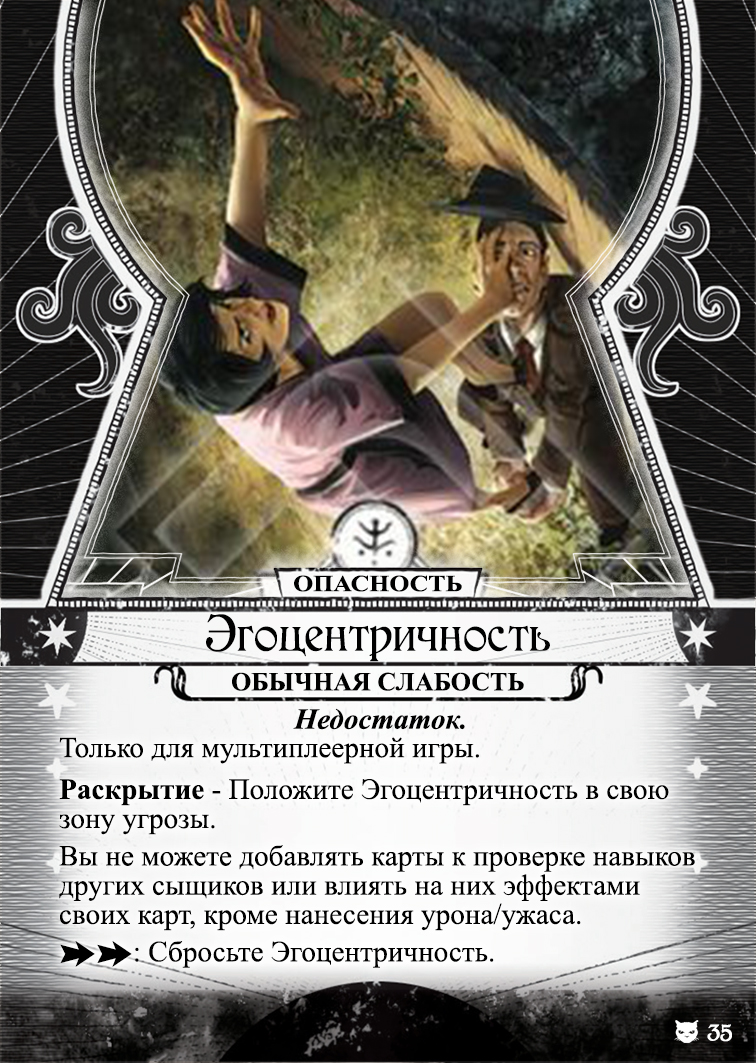 ОПАСНОСТЬ
Эгоцентричность
ОБЫЧНАЯ СЛАБОСТЬ
Недостаток.
Только для мультиплеерной игры.
Раскрытие - Положите Эгоцентричность в свою
зону угрозы.
Вы не можете добавлять карты к проверке навыков
других сыщиков или влиять на них эффектами
своих карт, кроме нанесения урона/ужаса.
: Сбросьте Эгоцентричность.
35